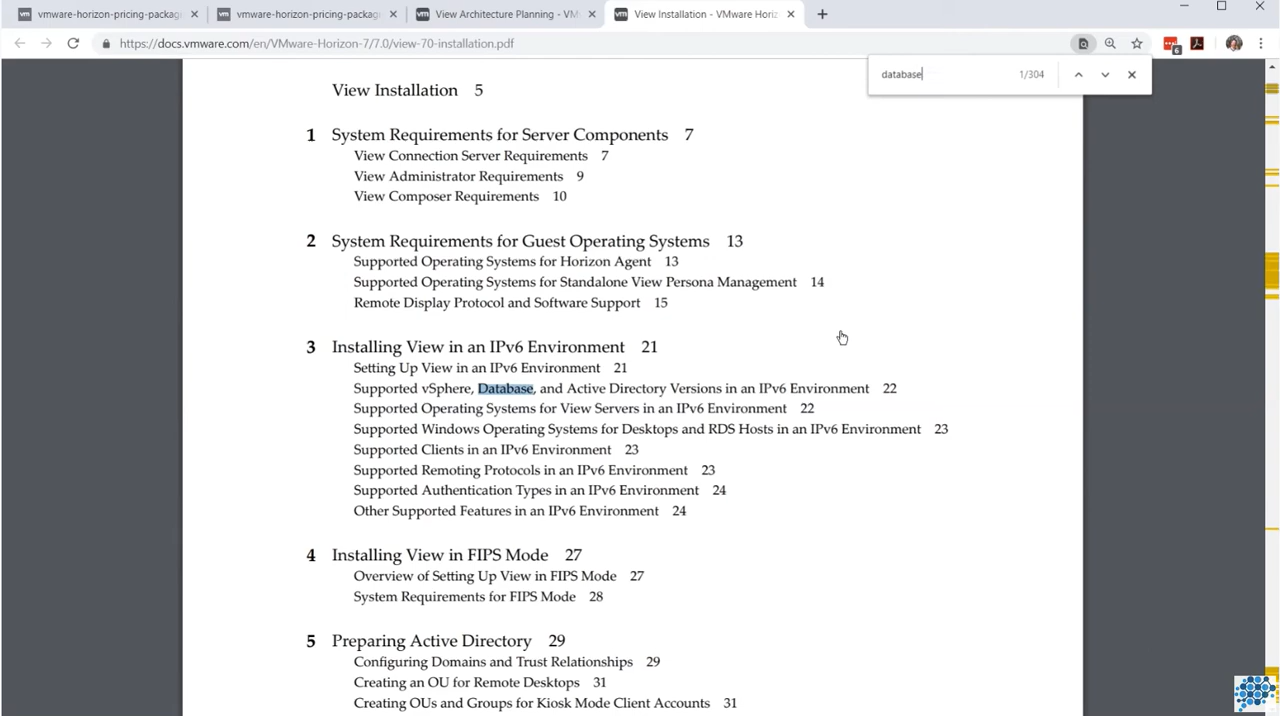 vmware-horizon-pricing-packag
vmware-horizon-pricing-packag
View Architecture Planning - VM
View Installation - VMware Horiz
https://docs.vmware.com/en/VMware-Horizon-7/7.0/view-70-installation.pdf
6
database
1/304
View Installation 5
1 System Requirements for Server Components 7
View Connection Server Requirements 7
View Administrator Requirements 9
View Composer Requirements 10
2 System Requirements for Guest Operating Systems 13
Supported Operating Systems for Horizon Agent 13
Supported Operating Systems for Standalone View Persona Management 14
Remote Display Protocol and Software Support 15
3 Installing View in an IPv6 Environment 21
Setting Up View in an IPv6 Environment 21
Supported vSphere, Database, and Active Directory Versions in an IPv6 Environment 22
Supported Operating Systems for View Servers in an IPv6 Environment 22
Supported Windows Operating Systems for Desktops and RDS Hosts in an IPv6 Environment 23
Supported Clients in an IPv6 Environment 23
Supported Remoting Protocols in an IPv6 Environment 23
Supported Authentication Types in an IPv6 Environment 24
Other Supported Features in an IPv6 Environment 24
4 Installing View in FIPS Mode 27
Overview of Setting Up View in FIPS Mode 27
System Requirements for FIPS Mode 28
5 Preparing Active Directory 29
Configuring Domains and Trust Relationships 29
Creating an OU for Remote Desktops 31
Creating OUs and Groups for Kiosk Mode Client Accounts 31